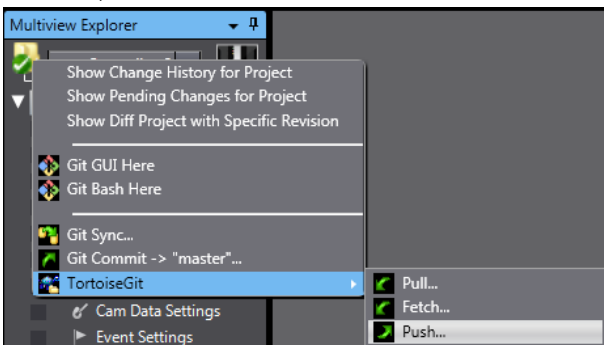 Multiview Explorer
Show Change History for Project
Show Pending Changes for Project
Show Diff Project with Specific Revision
Git GUI Here
Git Bash Here
Git Sync...
Git Commit -> "master"...
TortoiseGit
Pull...
Fetch...
Push...
Cam Data Settings
Event Settings